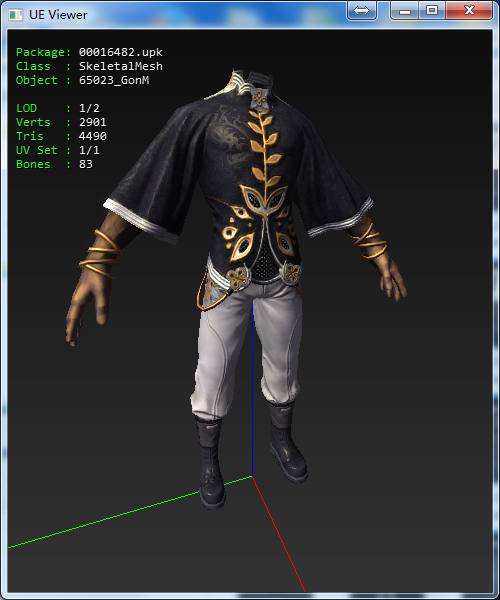 UE Viewer
Package: 00016482.upk
Class : SkeletalMesh
Object : 65023_GonM
LOD : 1/2
Verts : 2901
Tris : 4490
UV Set : 1/1
Bones : 83